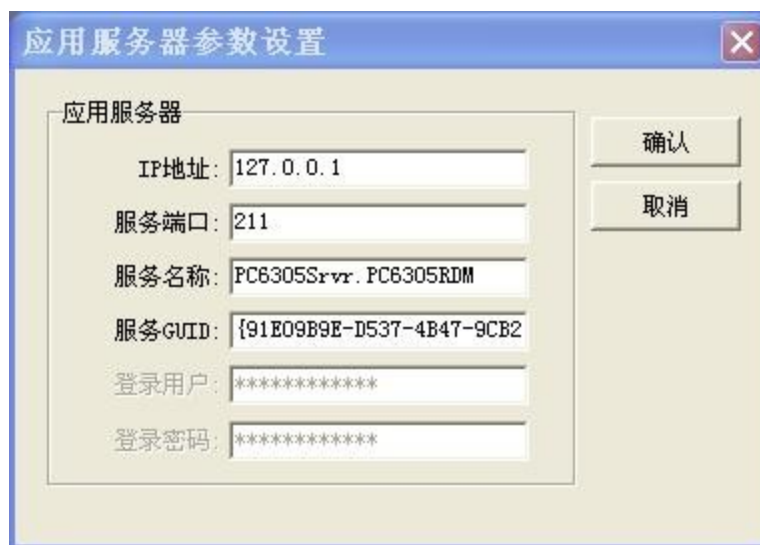 应用服务器参数设置
应用服务器
IP地址: 127.0.0.1
服务端口: 211
服务名称: PC6305Srvr.PC6305RDM
服务GUID: {91E09B9E-D537-4B47-9CB2
登录用户: ************
登录密码: ************
确认
取消